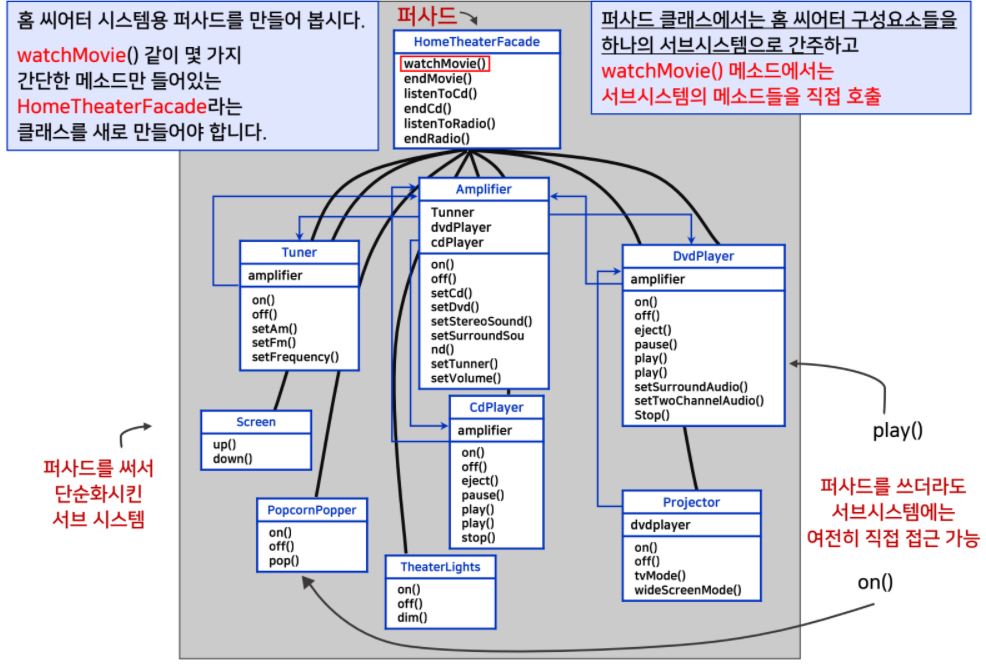 홈 씨어터 시스템용 퍼사드를 만들어 봅시다.
watchMovie() 같이 몇 가지
간단한 메소드만 들어있는
HomeTheaterFacade라는
클래스를 새로 만들어야 합니다.
퍼사드
퍼사드 클래스에서는 홈 씨어터 구성요소들을
하나의 서브시스템으로 간주하고
watchMovie() 메소드에서는
서브시스템의 메소드들을 직접 호출
HomeTheaterFacade
watchMovie()
endMovie()
listenToCd()
endCd()
listenToRadio()
endRadio()
Amplifier
Tunner
dvdPlayer
cdPlayer
on()
off()
setCd()
setDvd()
setStereoSound()
setSurroundSou
nd()
setTunner()
setVolume()
Tuner
amplifier
on()
off()
setAm()
setFm()
setFrequency()
DvdPlayer
amplifier
on()
off()
eject()
pause()
play()
play()
setSurroundAudio()
setTwoChannelAudio()
Stop()
Screen
up()
down()
CdPlayer
amplifier
on()
off()
eject()
pause()
play()
play()
stop()
PopcornPopper
on()
off()
pop()
TheaterLights
on()
off()
dim()
Projector
dvdplayer
on()
off()
tvMode()
wideScreenMode()
퍼사드를 써서
단순화시킨
서브 시스템
play()
퍼사드를 쓰더라도
서브시스템에는
여전히 직접 접근 가능
on()